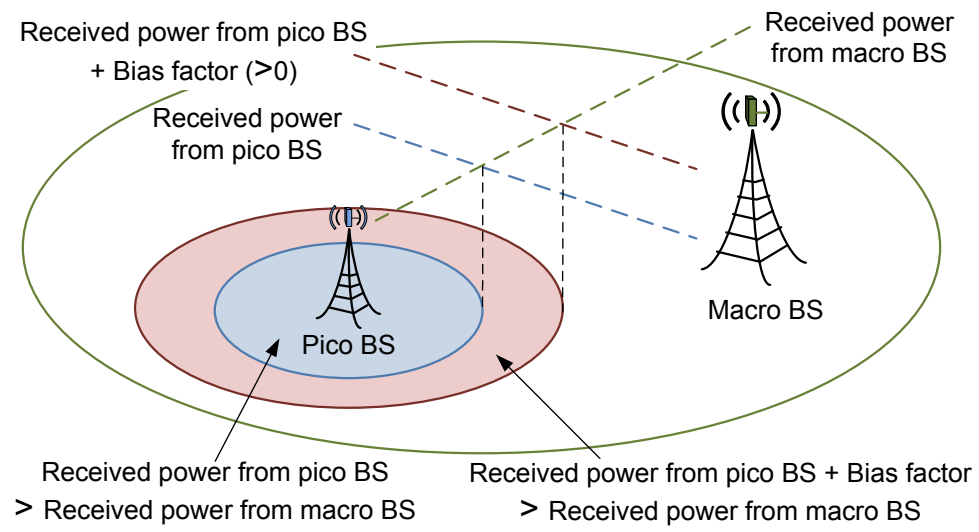 Received power from pico BS
+ Bias factor (>0)
Received power
from macro BS
Received power
from pico BS
Macro BS
Pico BS
Received power from pico BS
> Received power from macro BS
Received power from pico BS + Bias factor
> Received power from macro BS